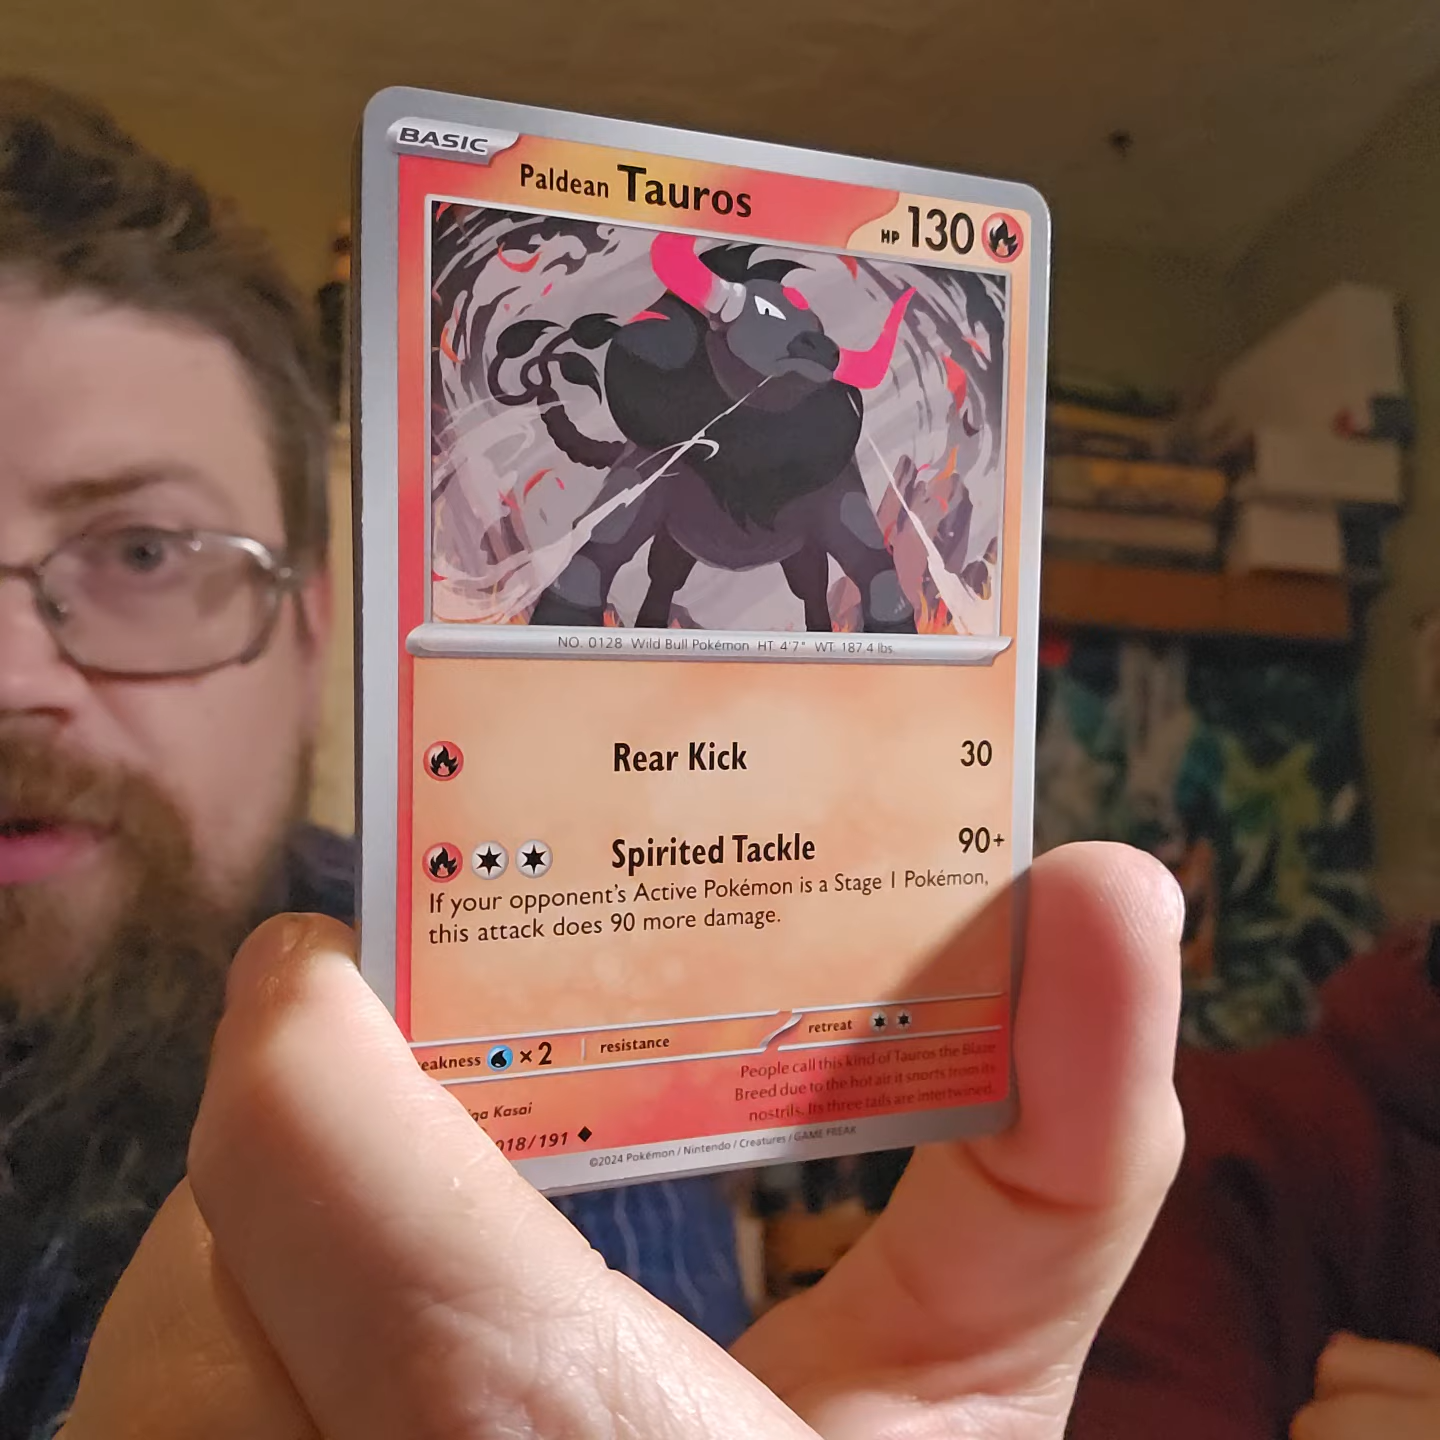 BASIC
Paldean Tauros
HP 130
NO. 0128 Wild Bull Pokémon HT: 4'7" WT: 187.4 lbs.
Rear Kick 30
Spirited Tackle 90+
If your opponent's Active Pokémon is a Stage 1 Pokémon,
this attack does 90 more damage.
eakness ×2 resistance retreat
People call this kind of Tauros the Blaze
Breed due to the hot air it snorts from its
nostrils. Its three tails are intertwined.
Kasai
018/191
©2024 Pokémon / Nintendo / Creatures / GAME FREAK